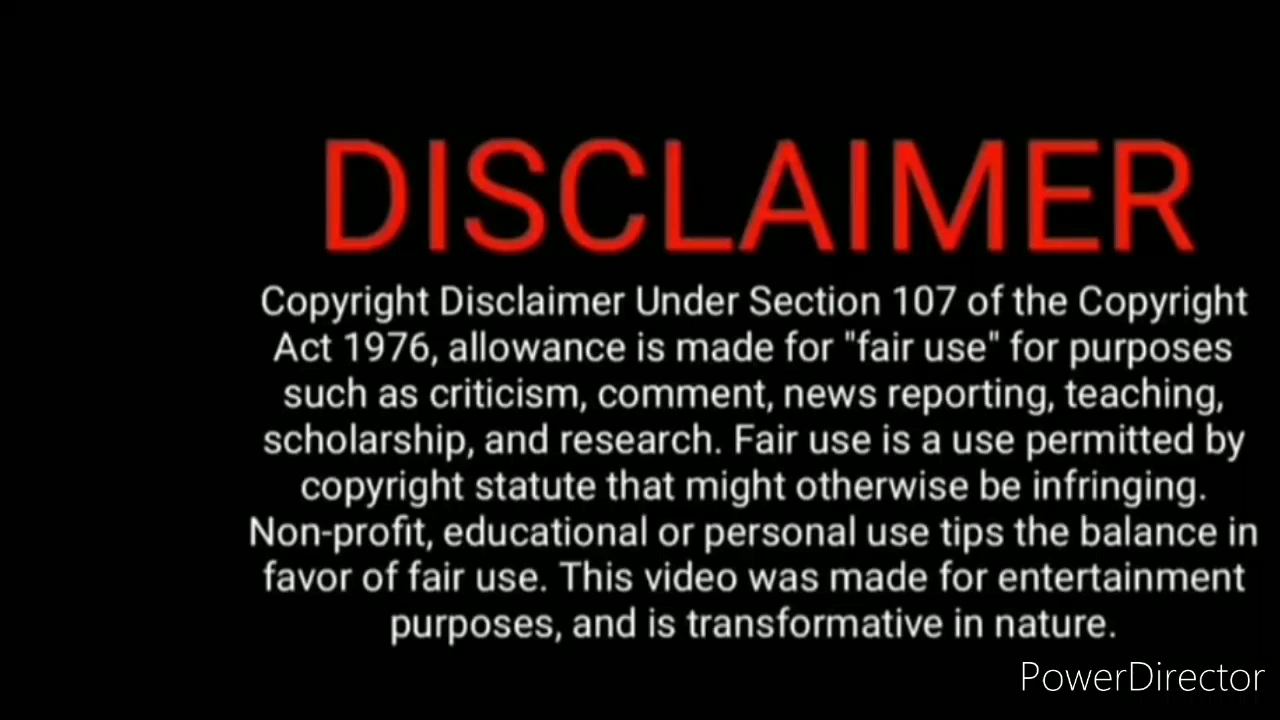 DISCLAIMER
Copyright Disclaimer Under Section 107 of the Copyright
Act 1976, allowance is made for "fair use" for purposes
such as criticism, comment, news reporting, teaching,
scholarship, and research. Fair use is a use permitted by
copyright statute that might otherwise be infringing.
Non-profit, educational or personal use tips the balance in
favor of fair use. This video was made for entertainment
purposes, and is transformative in nature.
PowerDirector